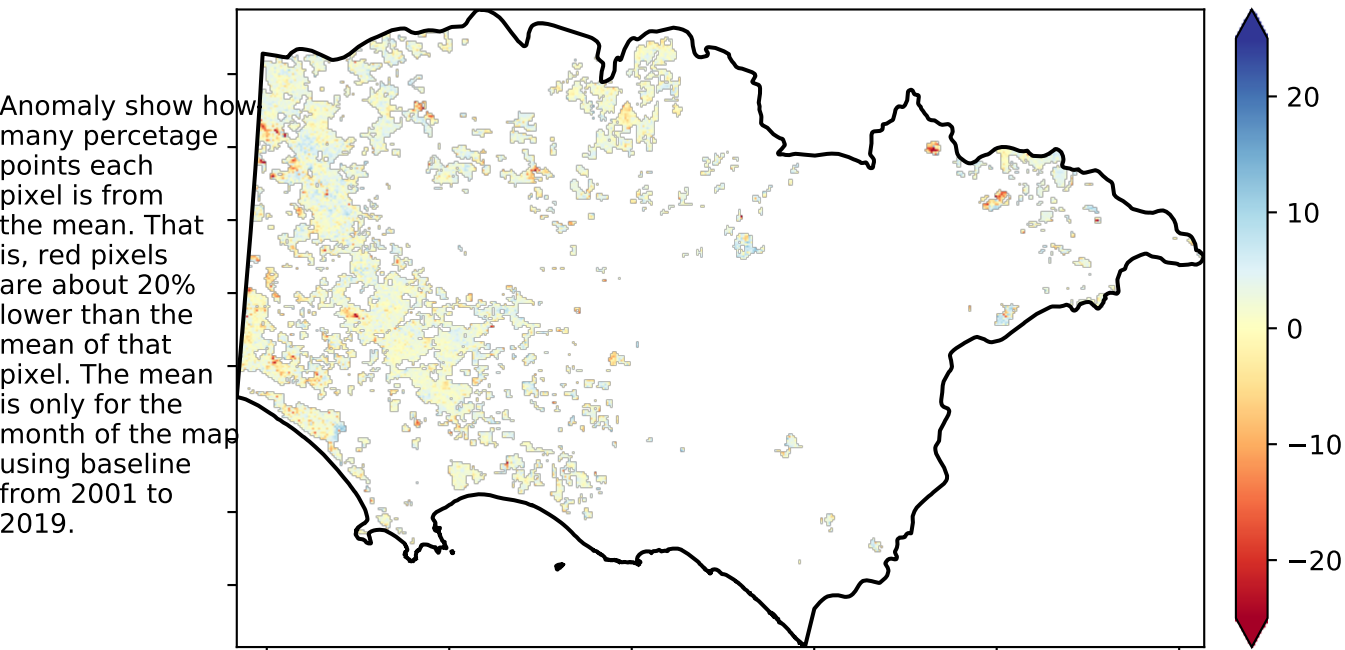 Anomaly show how
many percetage
points each
pixel is from
the mean. That
is, red pixels
are about 20%
lower than the
mean of that
pixel. The mean
is only for the
month of the map
using baseline
from 2001 to
2019.
20
10
0
−10
−20